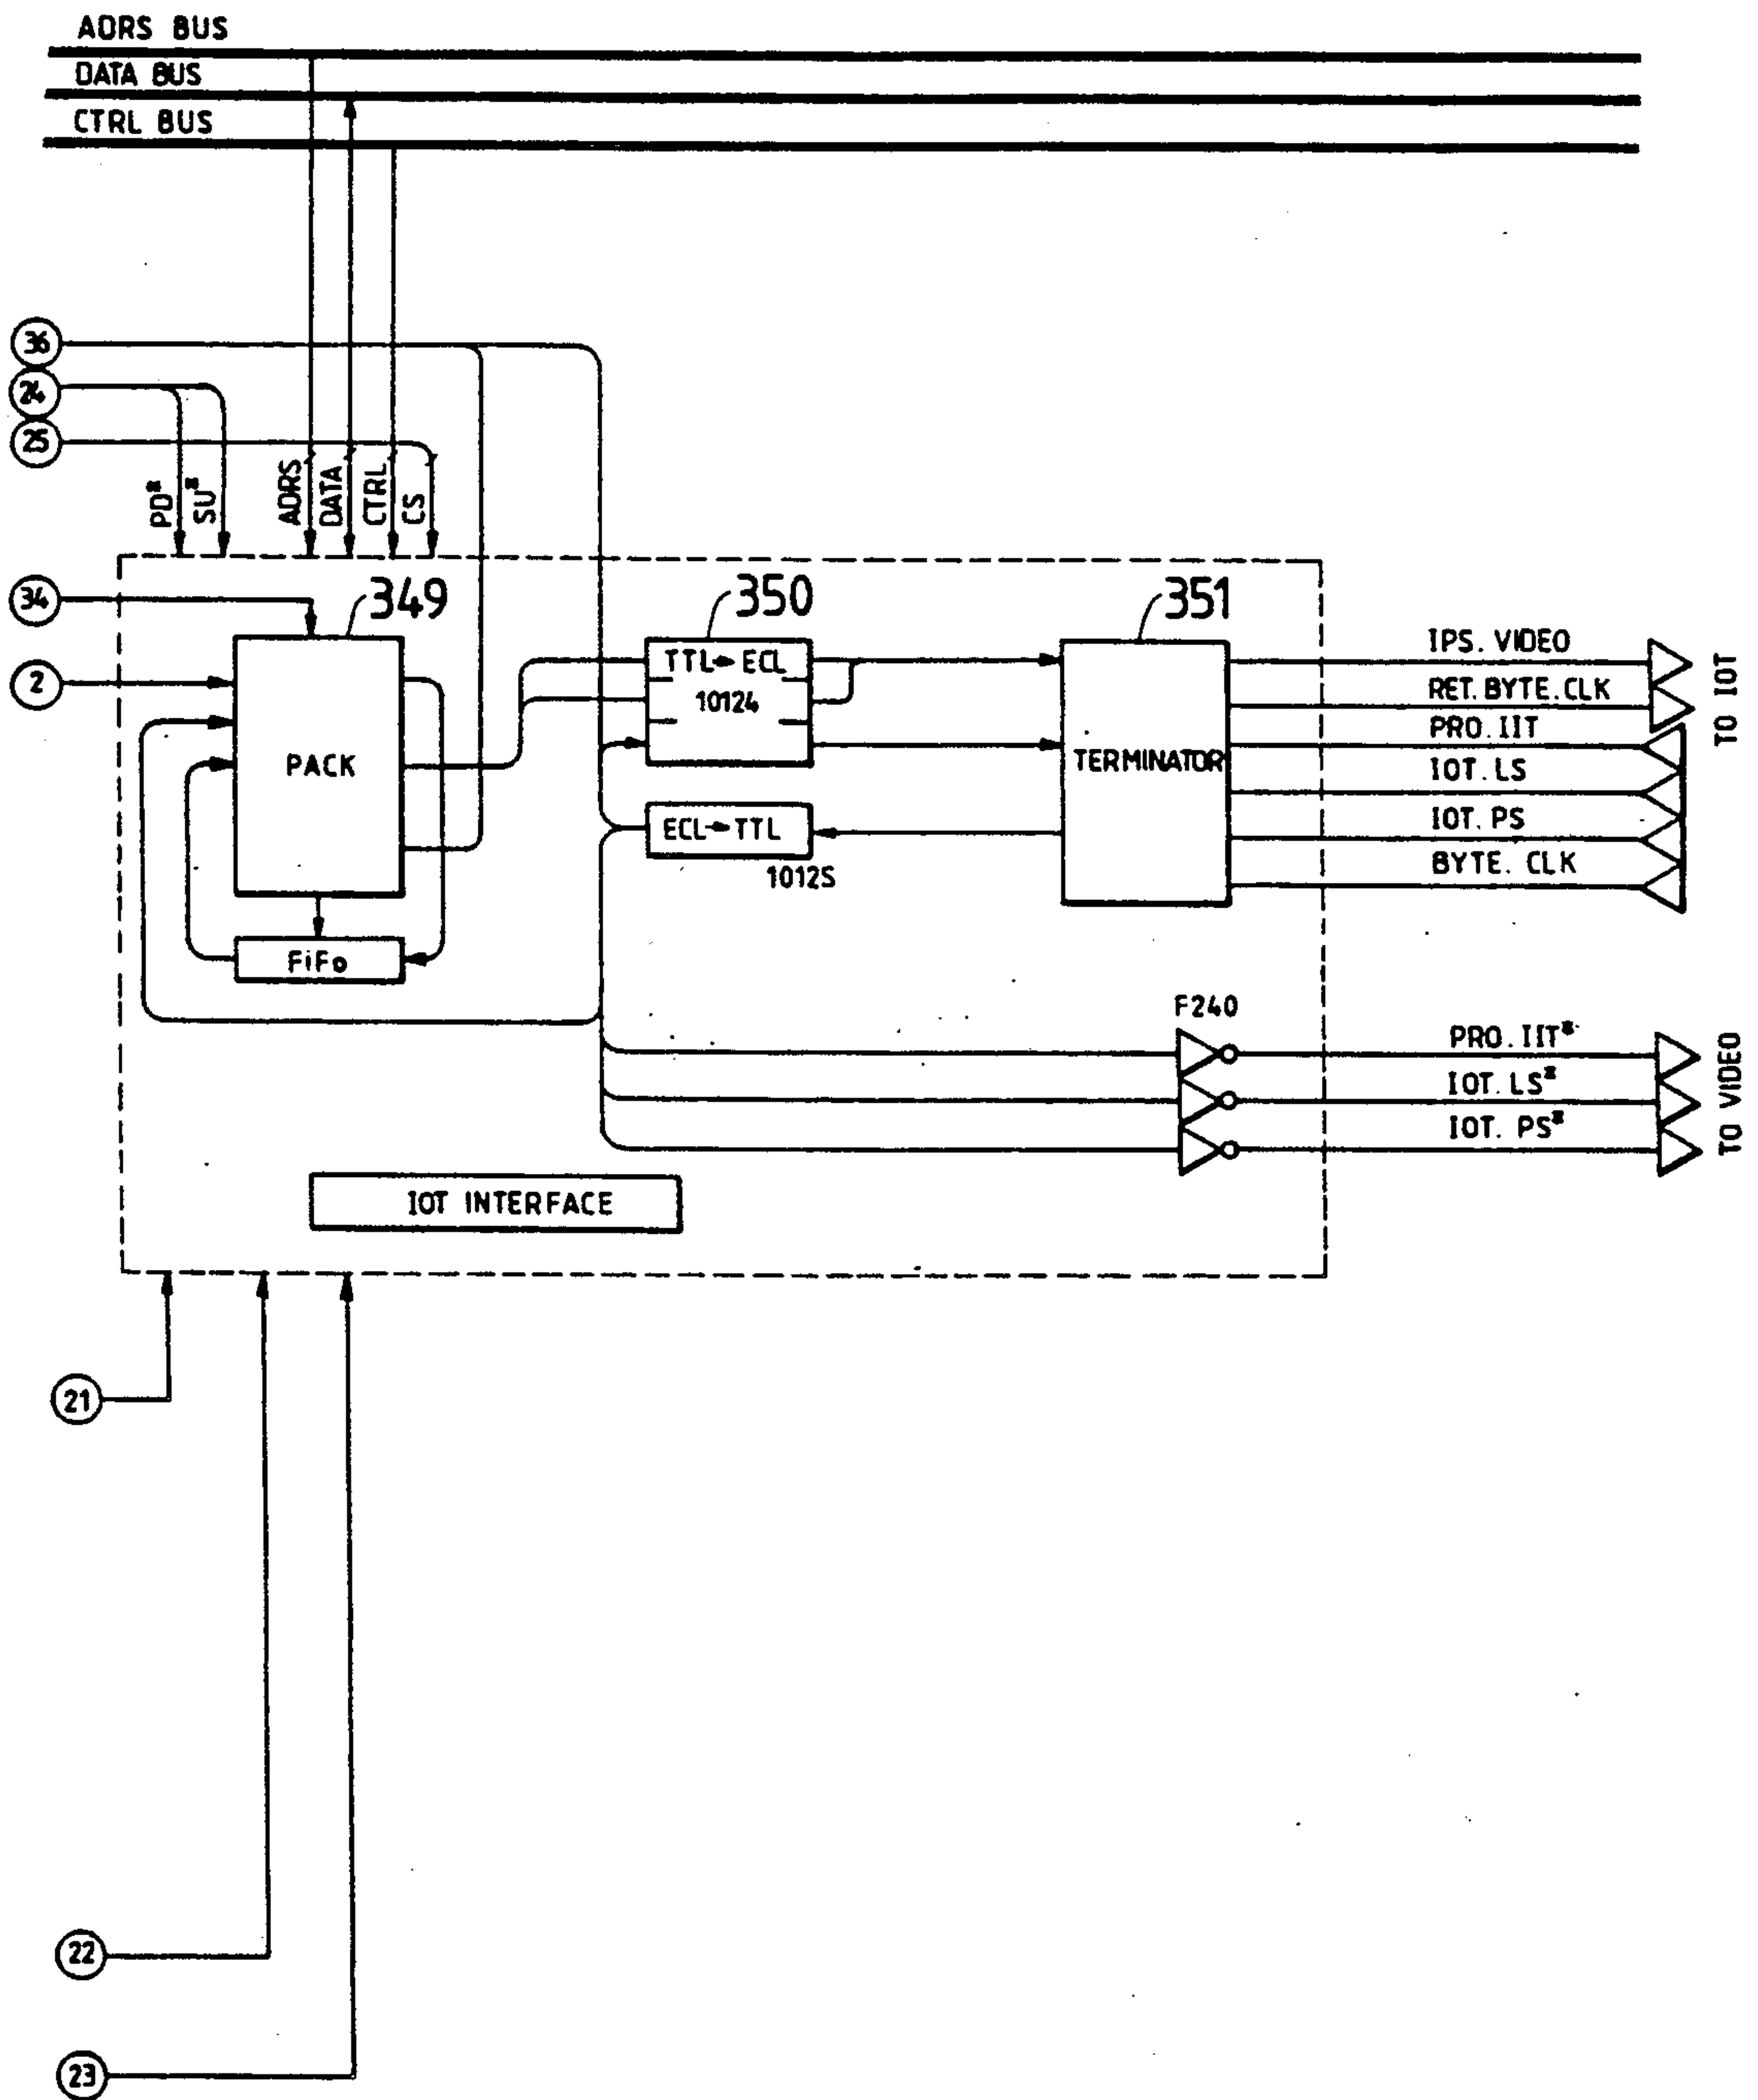 ADRS BUS
DATA BUS
CTRL BUS
36
24
25
PD*
SU*
ADRS
DATA
CTRL
CS
34
349
350
351
2
TTL→ECL
10124
PACK
TERMINATOR
ECL→TTL
10125
FiFo
IPS. VIDEO
RET. BYTE. CLK
PRO. IIT
IOT. LS
IOT. PS
BYTE. CLK
TO IOT
F240
PRO. IIT*
IOT. LS*
IOT. PS*
TO VIDEO
IOT INTERFACE
21
22
23